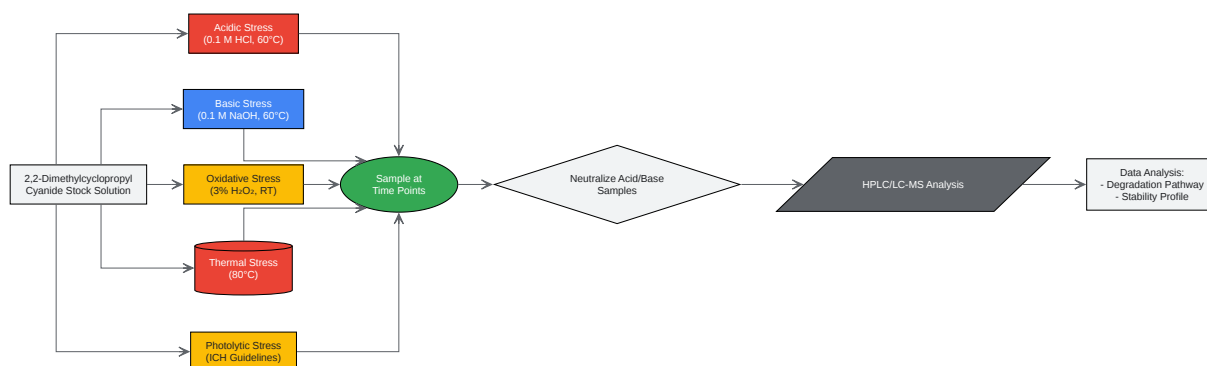 Acidic Stress
(0.1 M HCl, 60°C)
Basic Stress
(0.1 M NaOH, 60°C)
2,2-Dimethylcyclopropyl
Cyanide Stock Solution
Oxidative Stress
(3% H₂O₂, RT)
Sample at
Time Points
Neutralize Acid/Base
Samples
HPLC/LC-MS Analysis
Data Analysis:
- Degradation Pathway
- Stability Profile
Thermal Stress
(80°C)
Photolytic Stress
(ICH Guidelines)